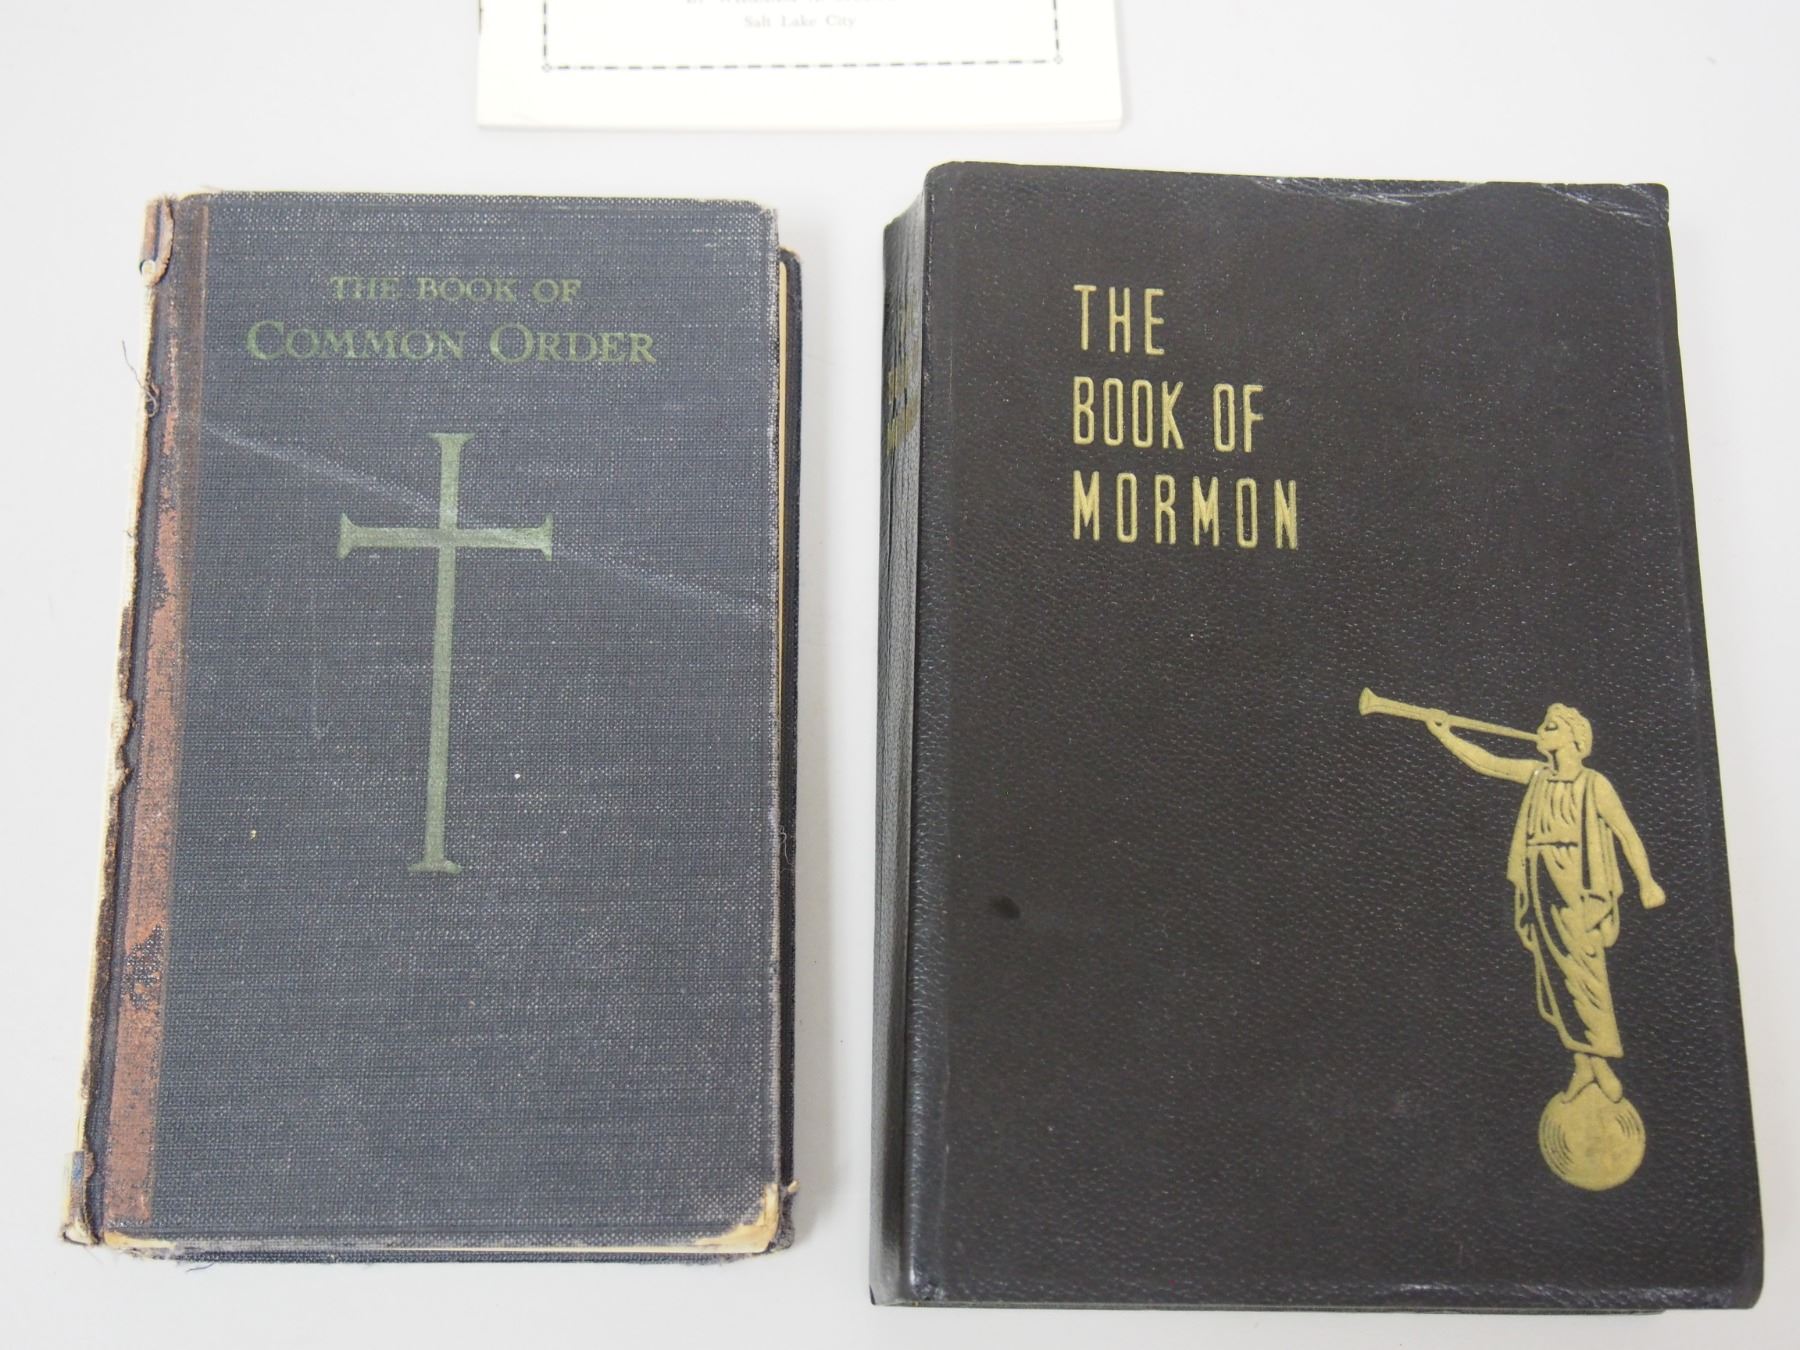 Salt Lake City
THE BOOK OF
COMMON ORDER
THE
BOOK OF
MORMON